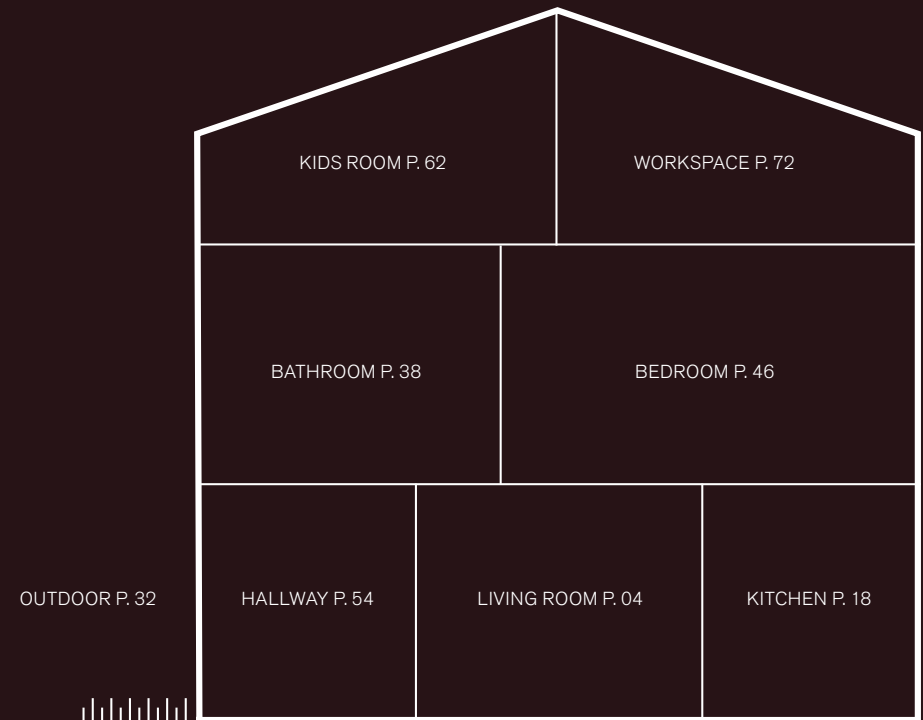 KIDS ROOM P. 62
WORKSPACE P. 72
BATHROOM P. 38
BEDROOM P. 46
OUTDOOR P. 32
HALLWAY P. 54
LIVING ROOM P. 04
KITCHEN P. 18